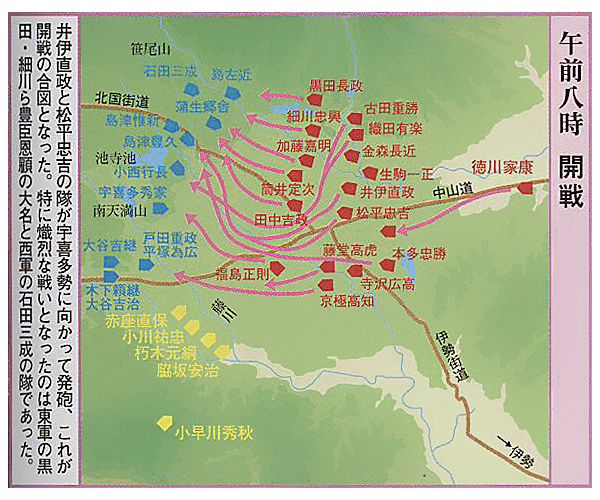 午前八時 開戦
笹尾山
石田三成
島左近
黒田長政
古田重勝
北国街道
蒲生郷舎
細川忠興
織田有楽
島津惟新
加藤嘉明
金森長近
島津豊久
池寺池
小西行長
筒井定次
生駒一正
徳川家康
井伊直政
中山道
宇喜多秀家
南天満山
田中吉政
松平忠吉
大谷吉継
戸田重政
平塚為広
藤堂高虎
本多忠勝
福島正則
寺沢広高
木下頼継
大谷吉治
京極高知
藤川
赤座直保
小川祐忠
朽木元綱
脇坂安治
伊勢街道
小早川秀秋
→伊勢
井伊直政と松平忠吉の隊が宇喜多勢に向かって発砲、これが
開戦の合図となった。特に熾烈な戦いとなったのは東軍の黒
田・細川ら豊臣恩顧の大名と西軍の石田三成の隊であった。